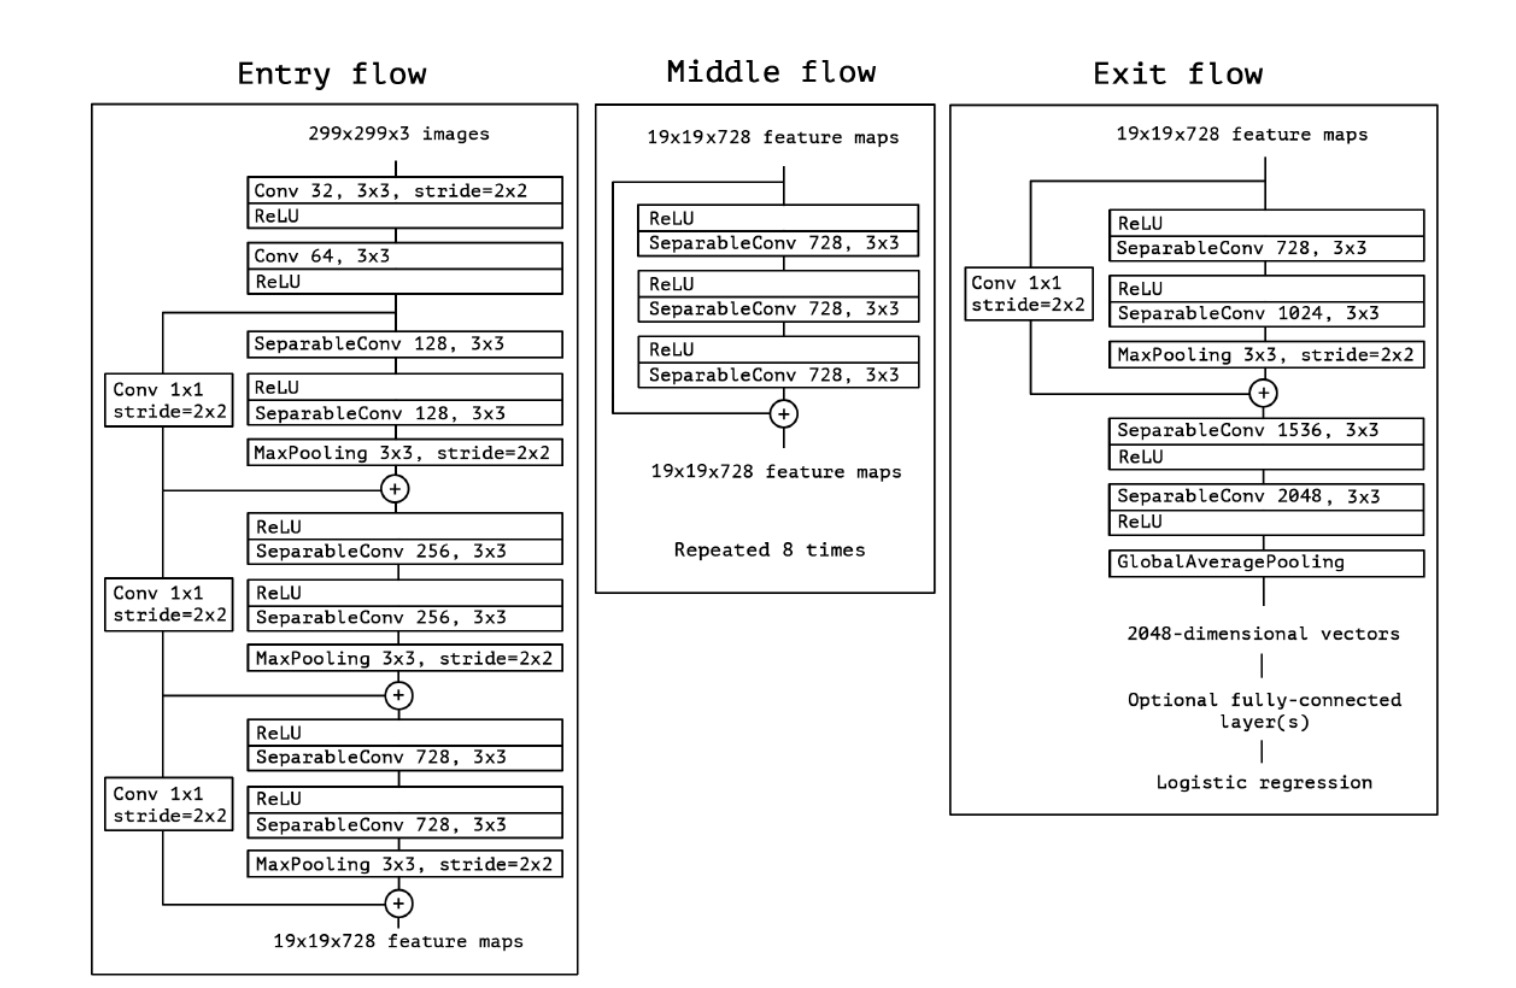 Entry flow
299x299x3 images
Conv 32, 3x3, stride=2x2
ReLU
Conv 64, 3x3
ReLU
SeparableConv 128, 3x3
Conv 1x1
stride=2x2
ReLU
SeparableConv 128, 3x3
MaxPooling 3x3, stride=2x2
+
ReLU
SeparableConv 256, 3x3
Conv 1x1
stride=2x2
ReLU
SeparableConv 256, 3x3
MaxPooling 3x3, stride=2x2
+
ReLU
SeparableConv 728, 3x3
Conv 1x1
stride=2x2
ReLU
SeparableConv 728, 3x3
MaxPooling 3x3, stride=2x2
+
19x19x728 feature maps
Middle flow
19x19x728 feature maps
ReLU
SeparableConv 728, 3x3
ReLU
SeparableConv 728, 3x3
ReLU
SeparableConv 728, 3x3
+
19x19x728 feature maps
Repeated 8 times
Exit flow
19x19x728 feature maps
ReLU
SeparableConv 728, 3x3
Conv 1x1
stride=2x2
ReLU
SeparableConv 1024, 3x3
MaxPooling 3x3, stride=2x2
+
SeparableConv 1536, 3x3
ReLU
SeparableConv 2048, 3x3
ReLU
GlobalAveragePooling
2048-dimensional vectors
Optional fully-connected
layer(s)
Logistic regression